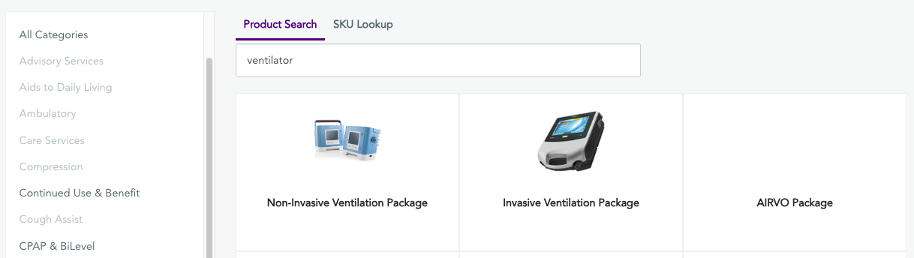 All Categories
Advisory Services
Aids to Daily Living
Ambulatory
Care Services
Compression
Continued Use & Benefit
Cough Assist
CPAP & BiLevel
Product Search
SKU Lookup
ventilator
Non-Invasive Ventilation Package
Invasive Ventilation Package
AIRVO Package